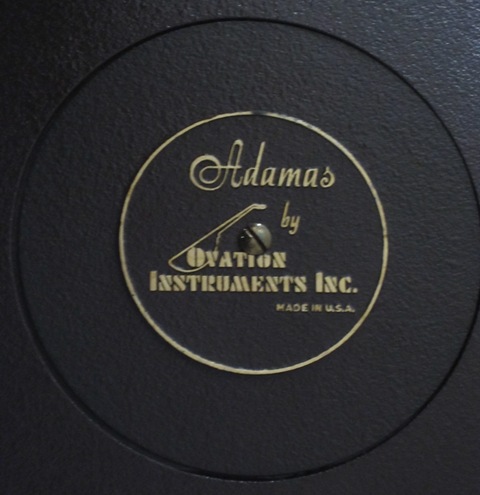 Adamas
by
OVATION
INSTRUMENTS INC.
MADE IN U.S.A.